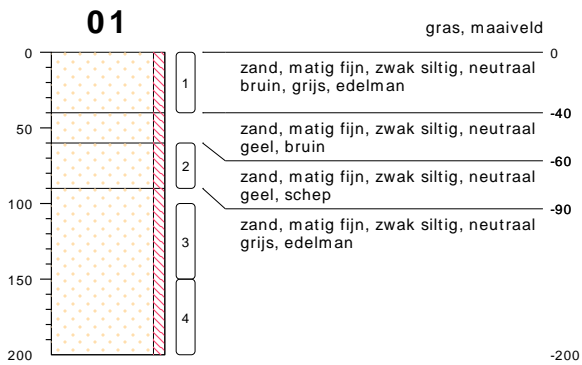 01
gras, maaiveld
0
0
zand, matig fijn, zwak siltig, neutraal
bruin, grijs, edelman
1
-40
50
zand, matig fijn, zwak siltig, neutraal
geel, bruin
-60
2
zand, matig fijn, zwak siltig, neutraal
geel, schep
-90
100
zand, matig fijn, zwak siltig, neutraal
grijs, edelman
3
150
4
200
-200